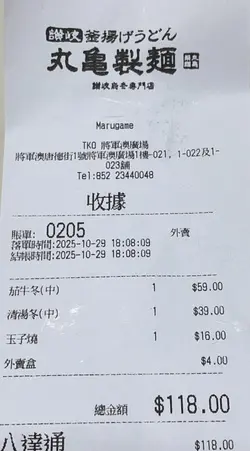 讃岐 釜揚げうどん
丸亀製麺
讃岐烏冬專門店
Marugame
TKO 將軍澳廣場
將軍澳唐德街1號將軍澳廣場1樓1-021, 1-022及1-
023舖
Tel:852 23440048
收據
賬單: 0205 外賣
落單時間:2025-10-29 18:08:09
結賬時間:2025-10-29 18:08:09
茄牛冬(中) 1 $59.00
清湯冬(中) 1 $39.00
玉子燒 1 $16.00
外賣盒 $4.00
總金額 $118.00
八達通 $118.00